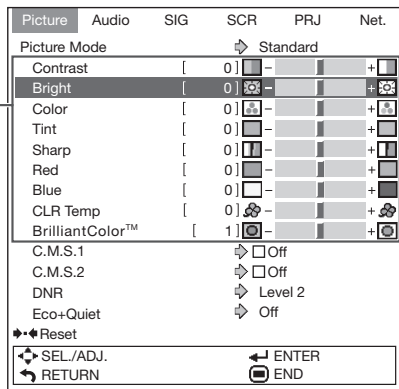 Picture Audio SIG SCR PRJ Net.
Picture Mode Standard
Contrast [ 0 ] - +
Bright [ 0 ] - +
Color [ 0 ] - +
Tint [ 0 ] - +
Sharp [ 0 ] - +
Red [ 0 ] - +
Blue [ 0 ] - +
CLR Temp [ 0 ] - +
BrilliantColor™ [ 1 ] - +
C.M.S.1 Off
C.M.S.2 Off
DNR Level 2
Eco+Quiet Off
Reset
SEL./ADJ. ENTER
RETURN END